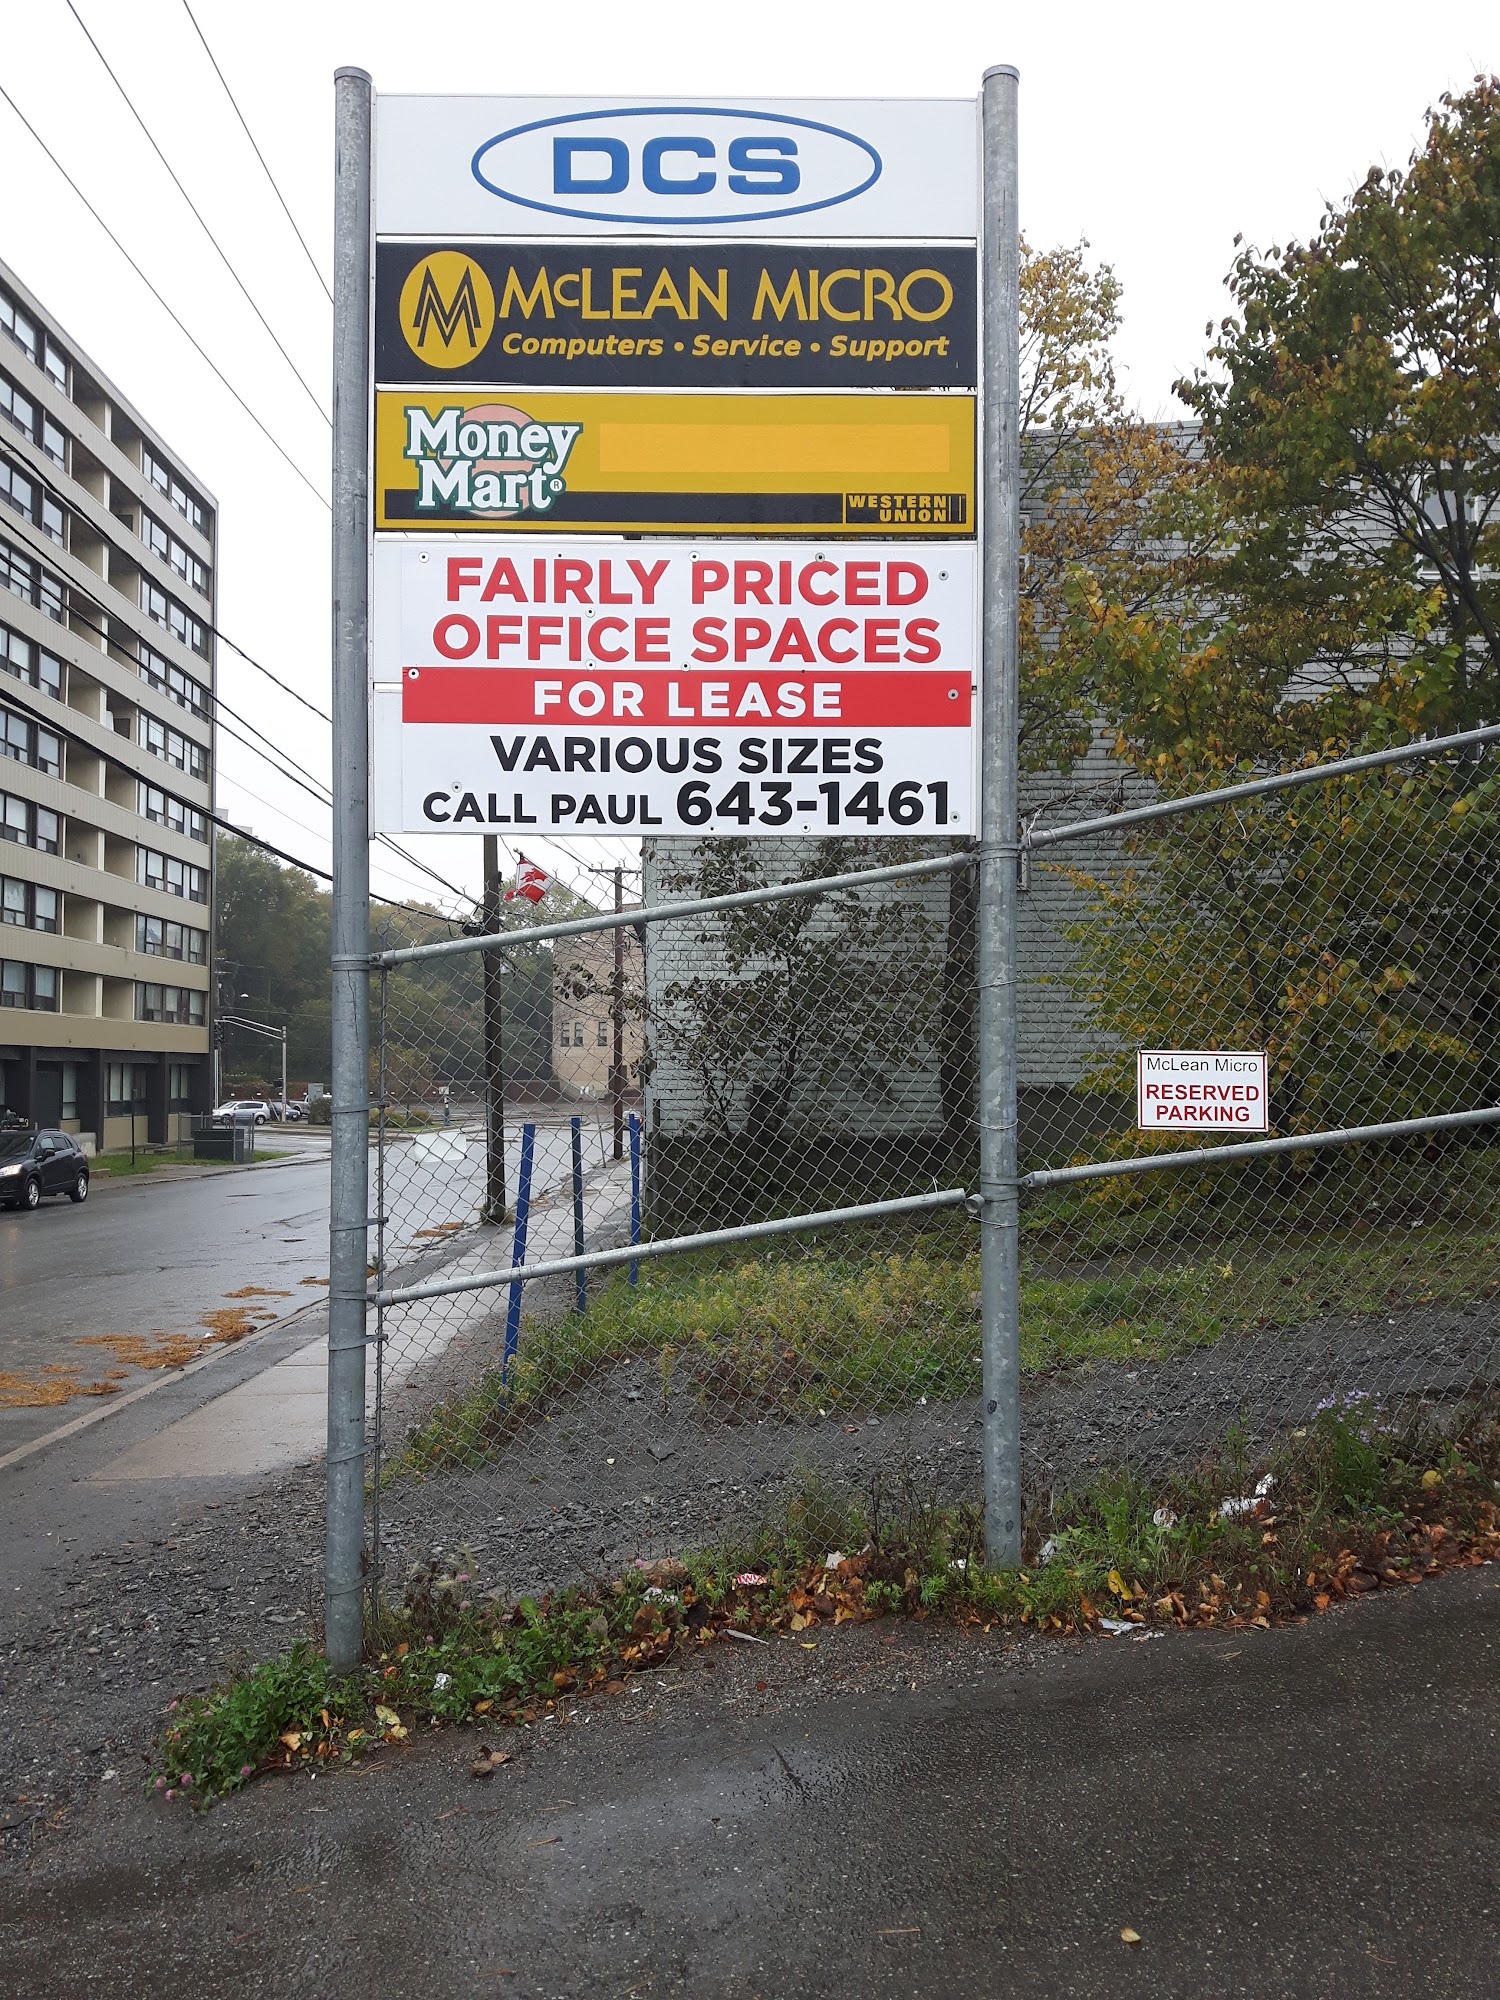 DCS
M
McLEAN MICRO
Computers • Service • Support
Money
Mart®
WESTERN
UNION
FAIRLY PRICED
OFFICE SPACES
FOR LEASE
VARIOUS SIZES
CALL PAUL 643-1461
McLean Micro
RESERVED
PARKING